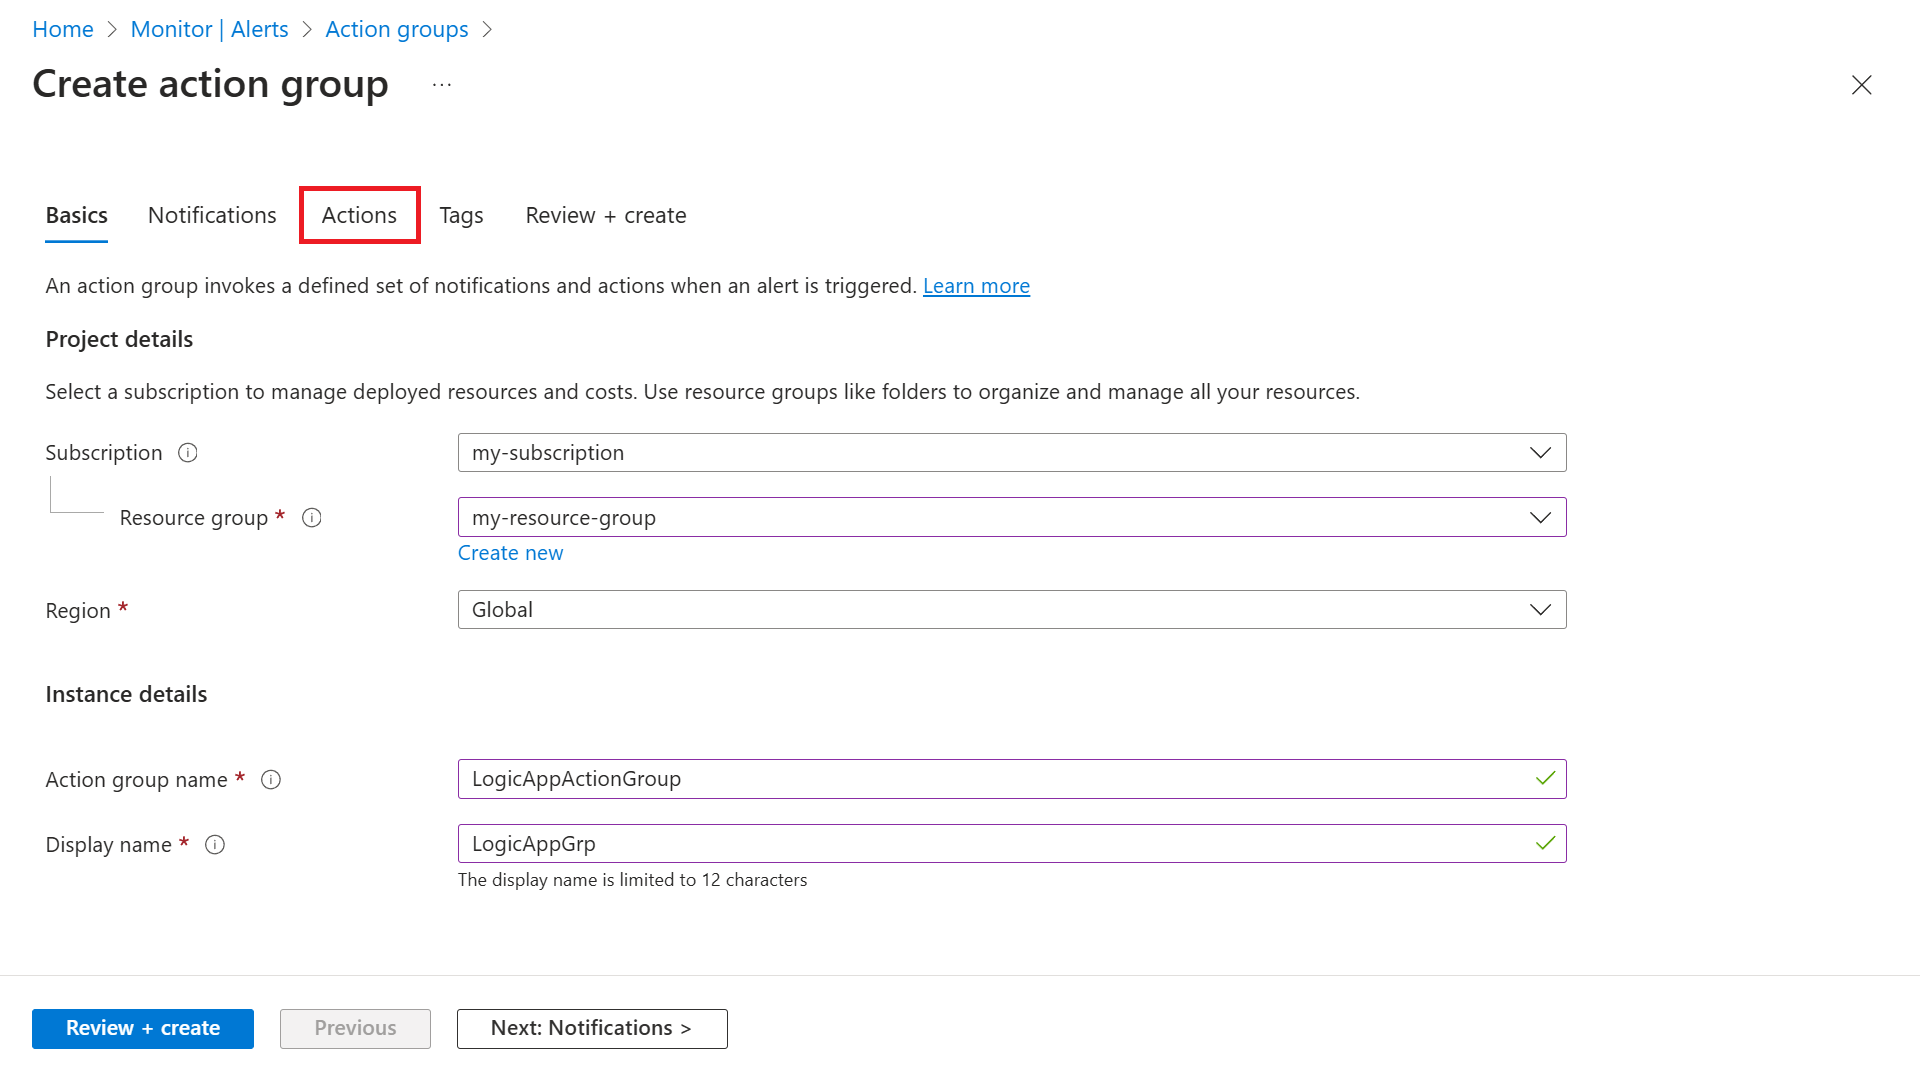 Home > Monitor | Alerts > Action groups >
Create action group ...
Basics Notifications Actions Tags Review + create
An action group invokes a defined set of notifications and actions when an alert is triggered. Learn more
Project details
Select a subscription to manage deployed resources and costs. Use resource groups like folders to organize and manage all your resources.
Subscription my-subscription
Resource group * my-resource-group
Create new
Region * Global
Instance details
Action group name * LogicAppActionGroup
Display name * LogicAppGrp
The display name is limited to 12 characters
Review + create Previous Next: Notifications >